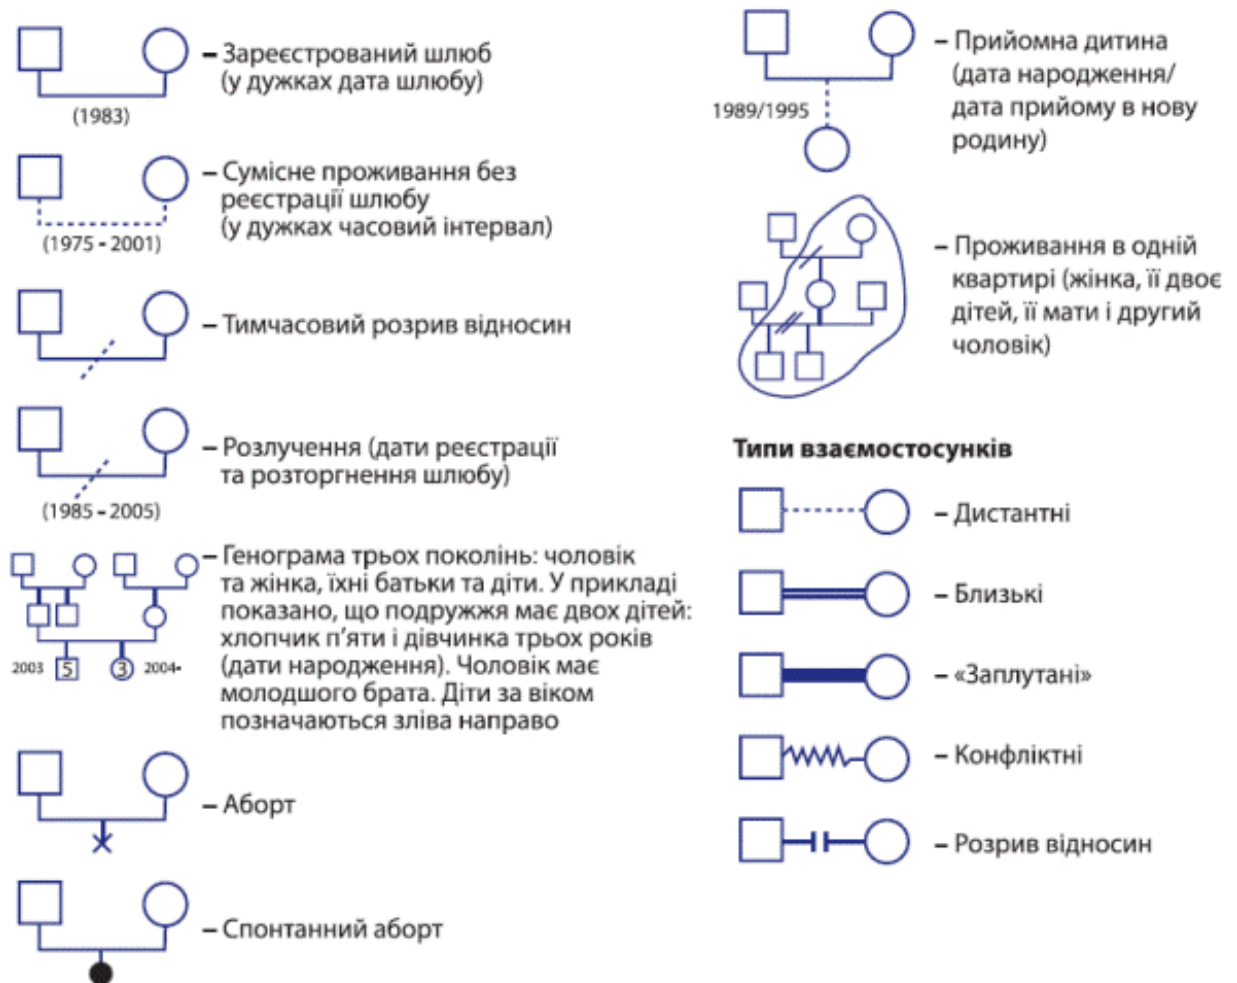 – Зареєстрований шлюб
(у дужках дата шлюбу)
(1983)
– Сумісне проживання без
реєстрації шлюбу
(у дужках часовий інтервал)
(1975 - 2001)
– Тимчасовий розрив відносин
– Розлучення (дати реєстрації
та розторгнення шлюбу)
(1985 - 2005)
– Генограма трьох поколінь: чоловік
та жінка, їхні батьки та діти. У прикладі
показано, що подружжя має двох дітей:
хлопчик п’яти і дівчинка трьох років
(дати народження). Чоловік має
молодшого брата. Діти за віком
позначаються зліва направо
2003 5 3 2004-
– Аборт
– Спонтанний аборт
– Прийомна дитина
(дата народження/
дата прийому в нову
родину)
1989/1995
– Проживання в одній
квартирі (жінка, її двоє
дітей, її мати і другий
чоловік)
Типи взаємостосунків
– Дистантні
– Близькі
– «Заплутані»
– Конфліктні
– Розрив відносин